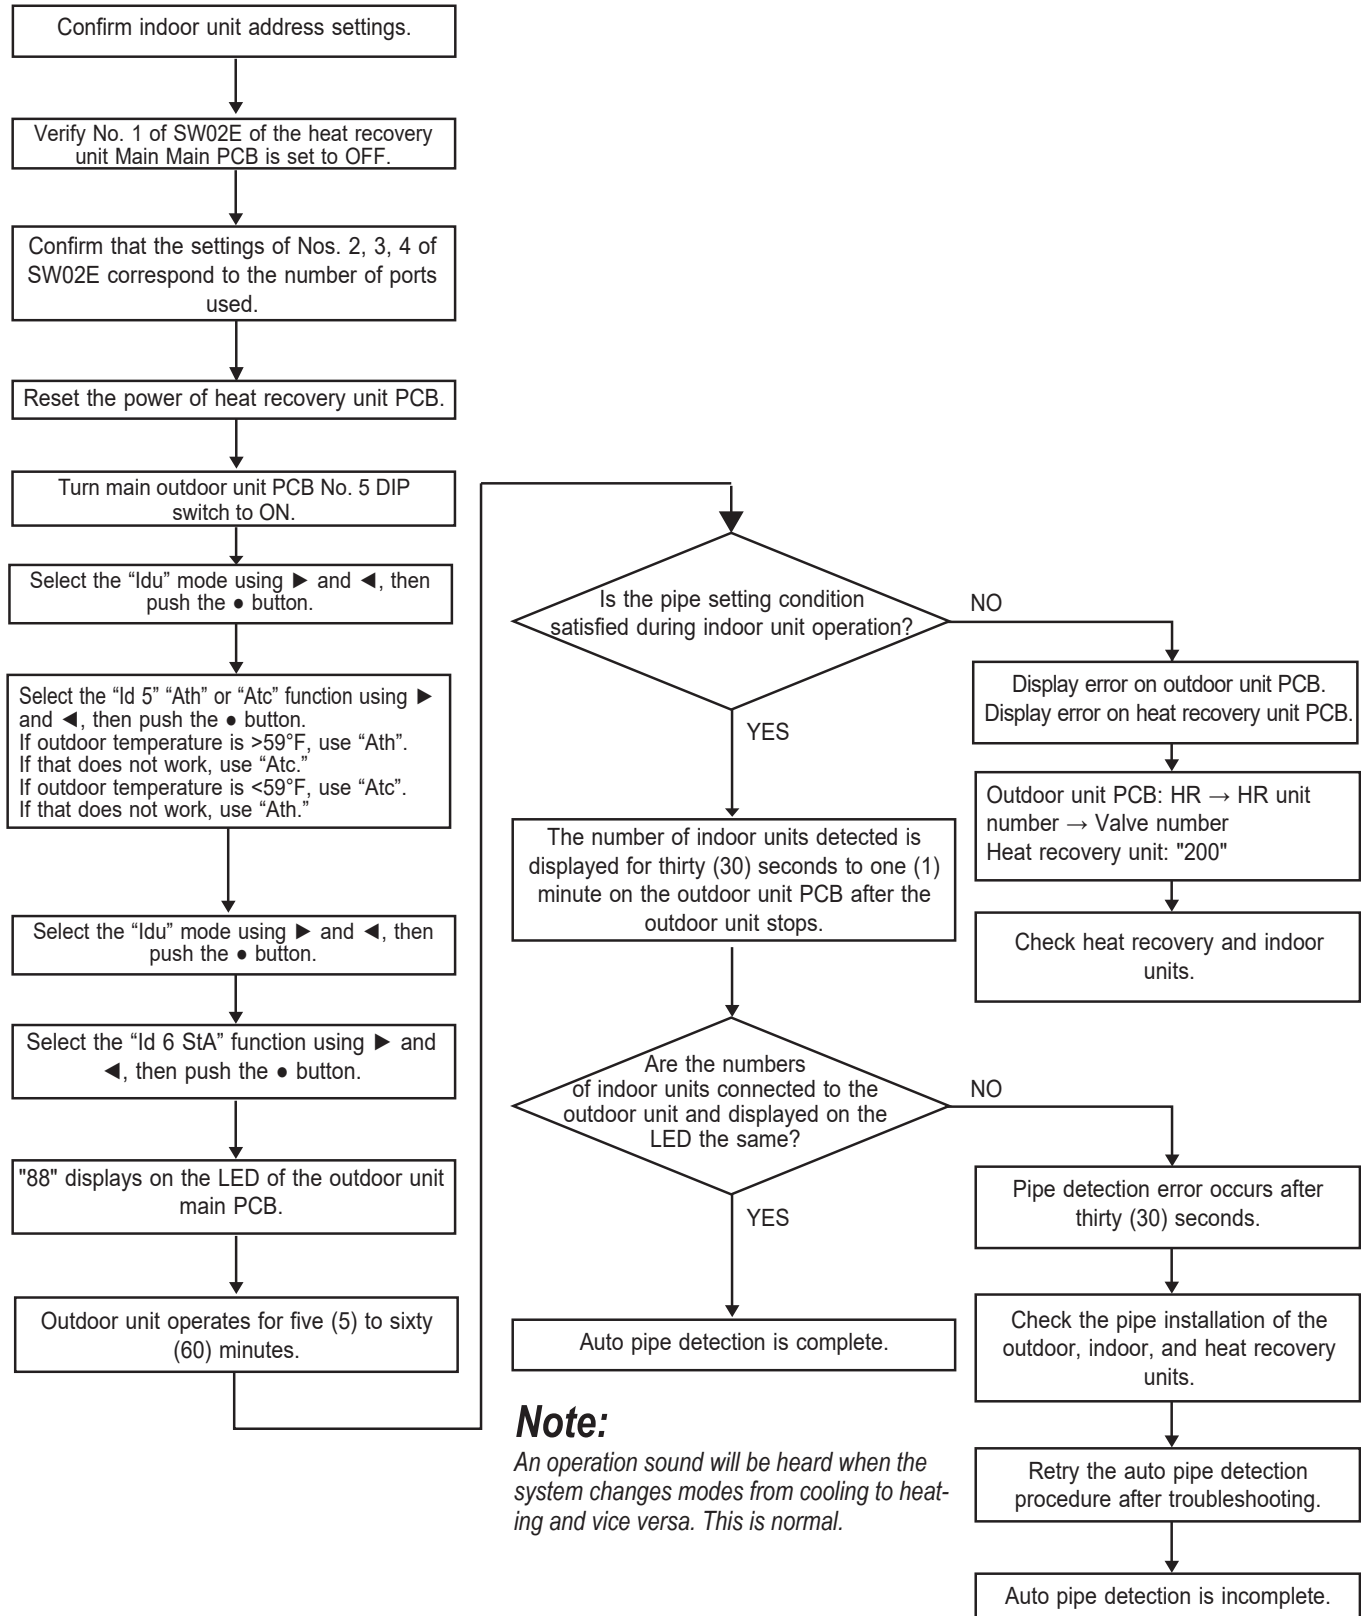 Confirm indoor unit address settings.
Verify No. 1 of SW02E of the heat recovery
unit Main Main PCB is set to OFF.
Confirm that the settings of Nos. 2, 3, 4 of
SW02E correspond to the number of ports
used.
Reset the power of heat recovery unit PCB.
Turn main outdoor unit PCB No. 5 DIP
switch to ON.
Select the “Idu” mode using ► and ◄, then
push the ● button.
Select the “Id 5” “Ath” or “Atc” function using ►
and ◄, then push the ● button.
If outdoor temperature is >59°F, use “Ath”.
If that does not work, use “Atc.”
If outdoor temperature is <59°F, use “Atc”.
If that does not work, use “Ath.”
Select the “Idu” mode using ► and ◄, then
push the ● button.
Select the “Id 6 StA” function using ► and
◄, then push the ● button.
"88" displays on the LED of the outdoor unit
main PCB.
Outdoor unit operates for five (5) to sixty
(60) minutes.
Is the pipe setting condition
satisfied during indoor unit operation?
NO
YES
Display error on outdoor unit PCB.
Display error on heat recovery unit PCB.
Outdoor unit PCB: HR → HR unit
number → Valve number
Heat recovery unit: "200"
Check heat recovery and indoor
units.
The number of indoor units detected is
displayed for thirty (30) seconds to one (1)
minute on the outdoor unit PCB after the
outdoor unit stops.
Are the numbers
of indoor units connected to the
outdoor unit and displayed on the
LED the same?
NO
YES
Pipe detection error occurs after
thirty (30) seconds.
Check the pipe installation of the
outdoor, indoor, and heat recovery
units.
Retry the auto pipe detection
procedure after troubleshooting.
Auto pipe detection is incomplete.
Auto pipe detection is complete.
Note:
An operation sound will be heard when the
system changes modes from cooling to heat-
ing and vice versa. This is normal.